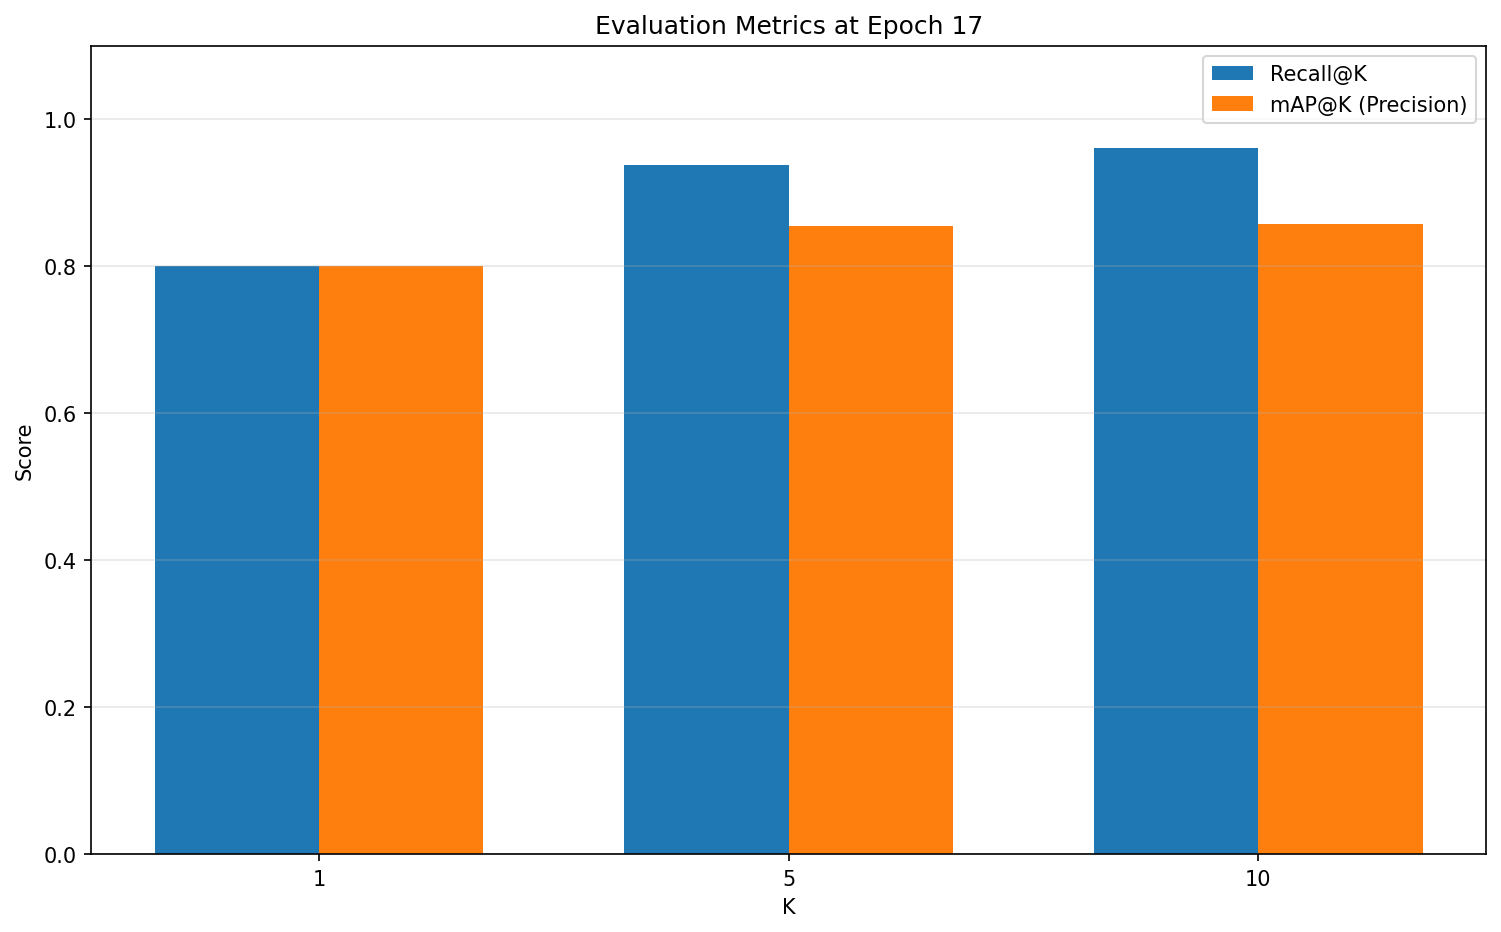 Evaluation Metrics at Epoch 17
Recall@K
mAP@K (Precision)
1.0
0.8
0.6
0.4
0.2
0.0
Score
1
5
10
K